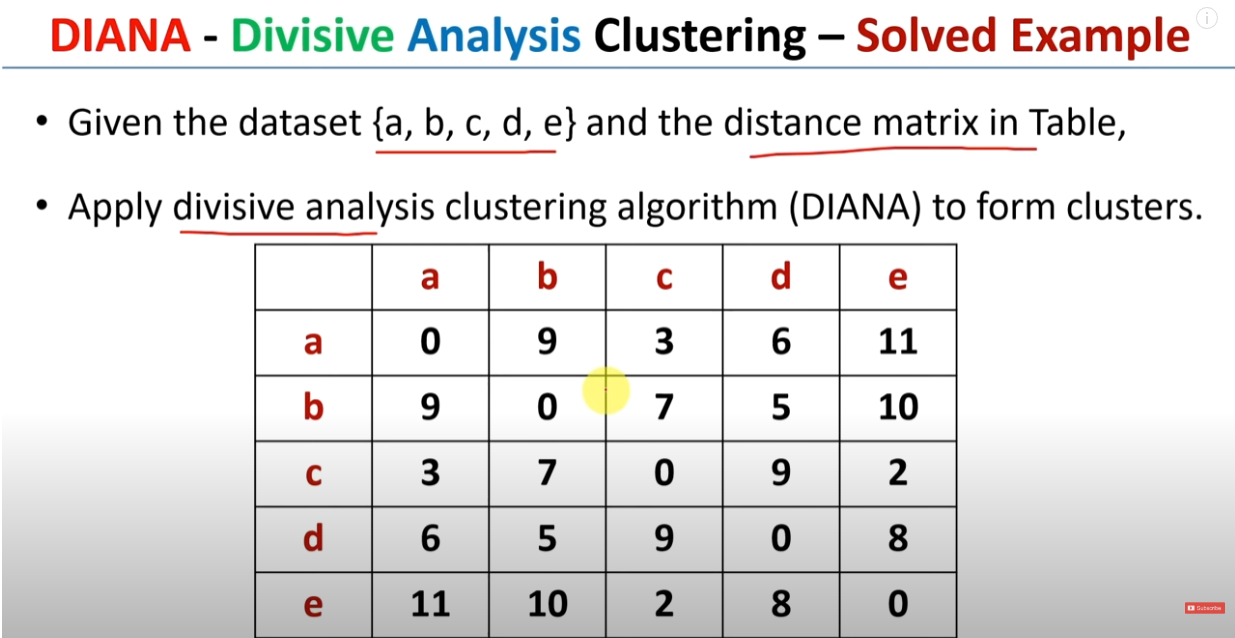 DIANA - Divisive Analysis Clustering – Solved Example
• Given the dataset {a, b, c, d, e} and the distance matrix in Table,
• Apply divisive analysis clustering algorithm (DIANA) to form clusters.
a b c d e
a 0 9 3 6 11
b 9 0 7 5 10
c 3 7 0 9 2
d 6 5 9 0 8
e 11 10 2 8 0
Subscribe